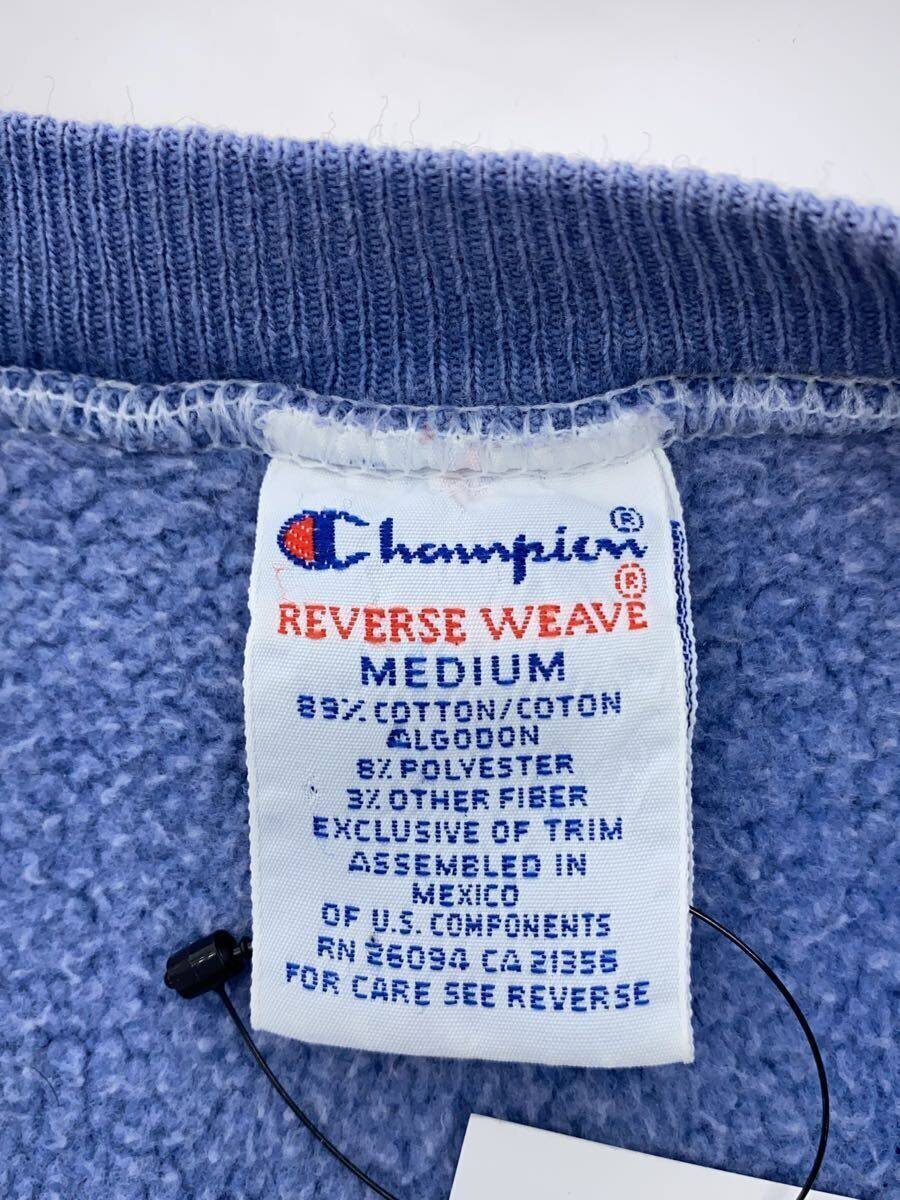 Champion®
REVERSE WEAVE®
MEDIUM
89% COTTON/COTON
ALGODON
8% POLYESTER
3% OTHER FIBER
EXCLUSIVE OF TRIM
ASSEMBLED IN
MEXICO
OF U.S. COMPONENTS
RN 26094 CA 21356
FOR CARE SEE REVERSE